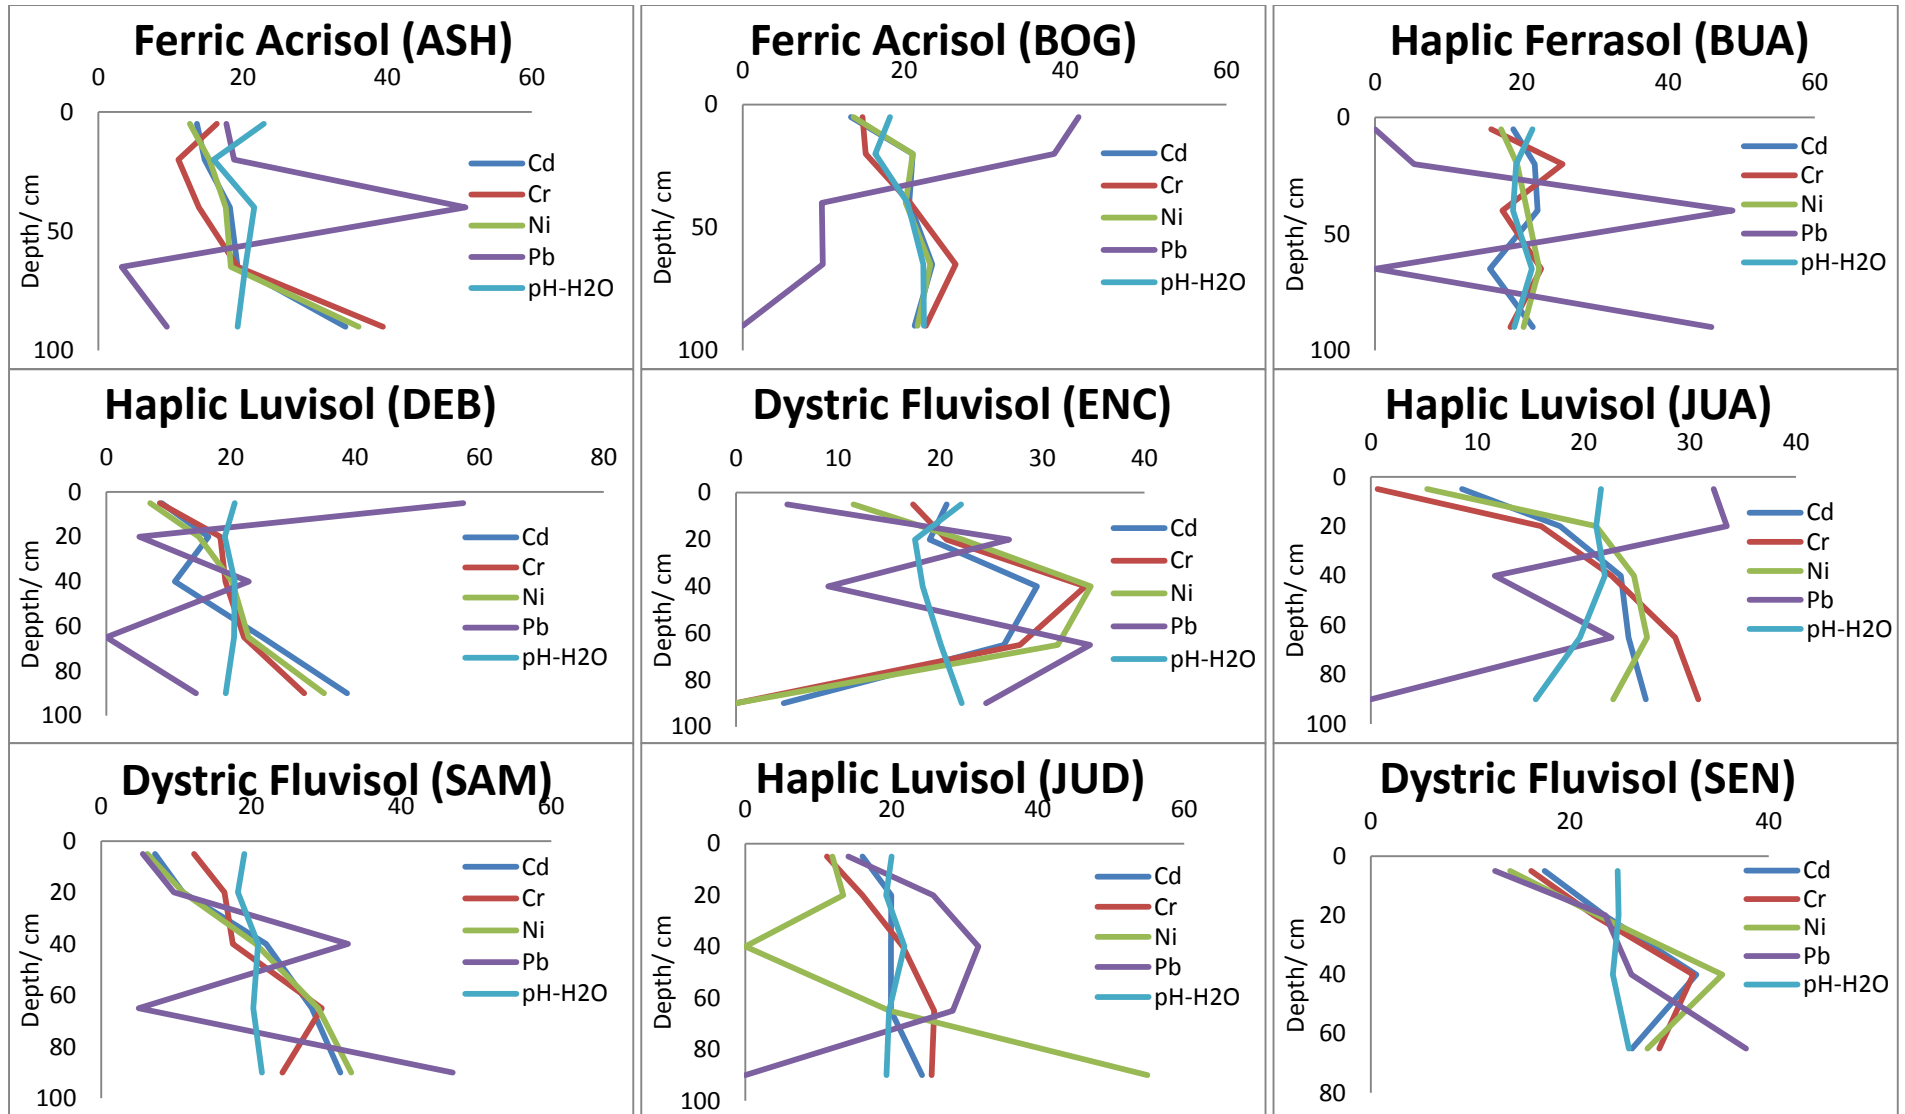 Ferric Acrisol (ASH)
0 20 40 60
0
50
100
Depth/ cm
Cd
Cr
Ni
Pb
pH-H2O
Ferric Acrisol (BOG)
0 20 40 60
0
50
100
Depth/ cm
Cd
Cr
Ni
Pb
pH-H2O
Haplic Ferrasol (BUA)
0 20 40 60
0
50
100
Depth/ cm
Cd
Cr
Ni
Pb
pH-H2O
Haplic Luvisol (DEB)
0 20 40 60 80
0
20
40
60
80
100
Deppth/ cm
Cd
Cr
Ni
Pb
pH-H2O
Dystric Fluvisol (ENC)
0 10 20 30 40
0
20
40
60
80
100
Depth/ cm
Cd
Cr
Ni
Pb
pH-H2O
Haplic Luvisol (JUA)
0 10 20 30 40
0
20
40
60
80
100
Depth/ cm
Cd
Cr
Ni
Pb
pH-H2O
Dystric Fluvisol (SAM)
0 20 40 60
0
20
40
60
80
100
Depth/ cm
Cd
Cr
Ni
Pb
pH-H2O
Haplic Luvisol (JUD)
0 20 40 60
0
20
40
60
80
100
Depth/ cm
Cd
Cr
Ni
Pb
pH-H2O
Dystric Fluvisol (SEN)
0 20 40
0
20
40
60
80
Depth/ cm
Cd
Cr
Ni
Pb
pH-H2O